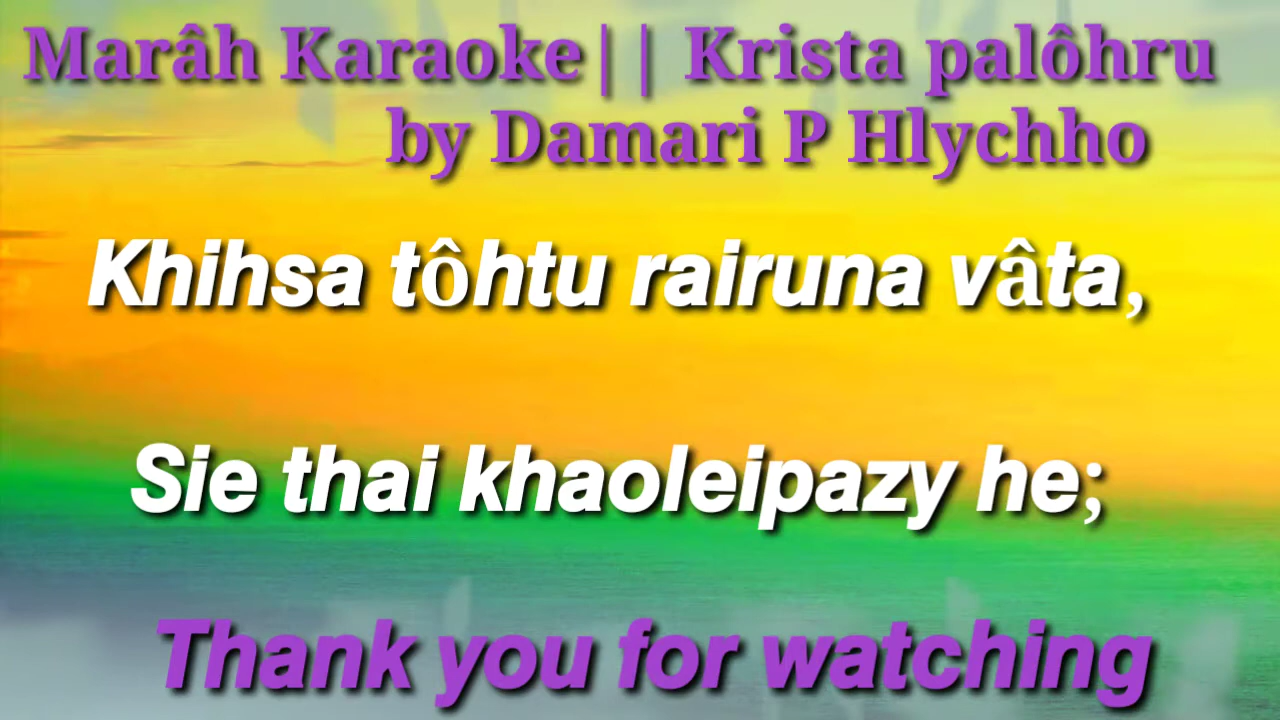 Marâh Karaoke|| Krista palôhru
by Damari P Hlychho
Khihsa tôhtu rairuna vâta,
Sie thai khaoleipazy he;
Thank you for watching